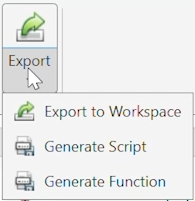 Export
Export to Workspace
Generate Script
Generate Function